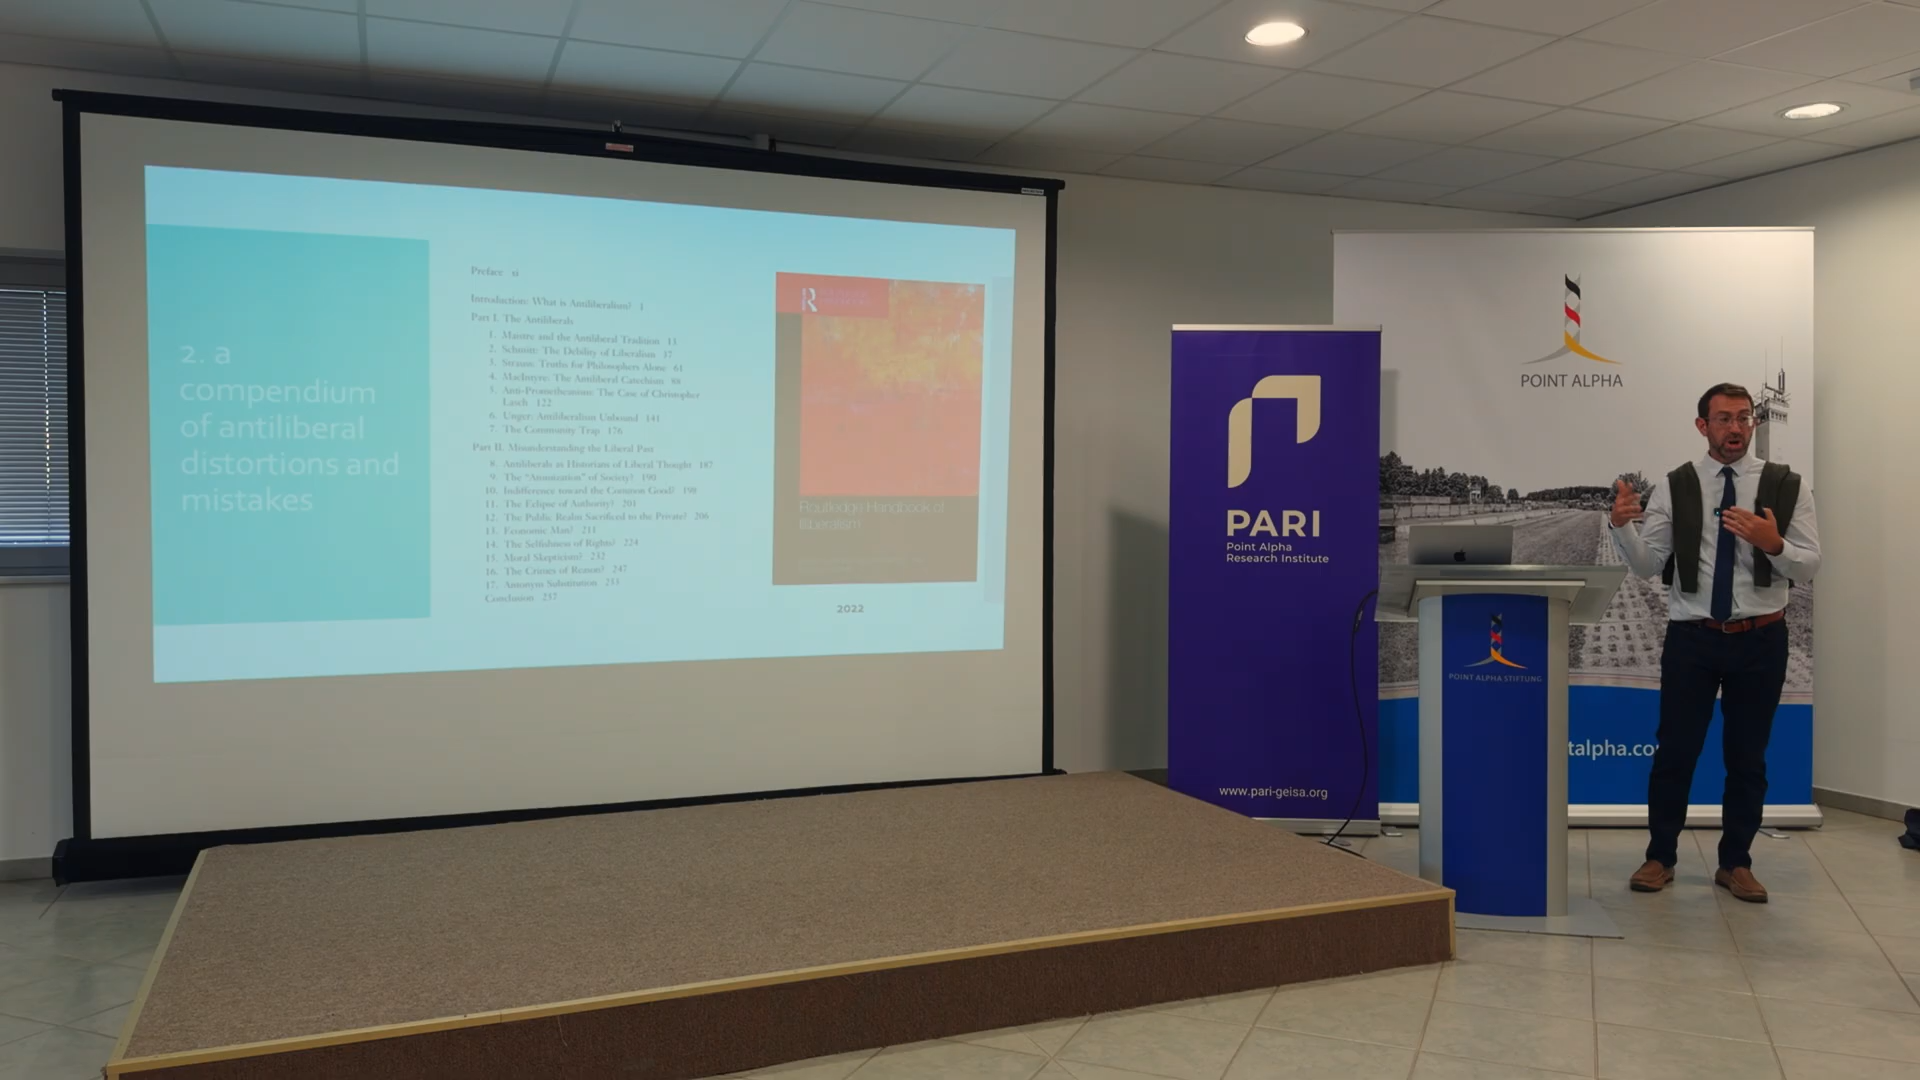 2. a
compendium
of antiliberal
distortions and
mistakes
Preface xi
Introduction: What is Antiliberalism? 1
Part I. The Antiliberals
1. Maistre and the Antiliberal Tradition 13
2. Schmitt: The Debility of Liberalism 37
3. Strauss: Truths for Philosophers Alone 61
4. MacIntyre: The Antiliberal Catechism 88
5. Anti-Prometheanism: The Case of Christopher
Lasch 122
6. Unger: Antiliberalism Unbound 141
7. The Community Trap 176
Part II. Misunderstanding the Liberal Past
8. Antiliberals as Historians of Liberal Thought 187
9. The "Atomization" of Society? 190
10. Indifference toward the Common Good? 198
11. The Eclipse of Authority? 201
12. The Public Realm Sacrificed to the Private? 206
13. Economic Man? 211
14. The Selfishness of Rights? 224
15. Moral Skepticism? 232
16. The Crimes of Reason? 247
17. Antonym Substitution 253
Conclusion 257
R
Routledge Handbook of
Illiberalism
2022
PARI
Point Alpha
Research Institute
www.pari-geisa.org
POINT ALPHA
POINT ALPHA STIFTUNG
talpha.co